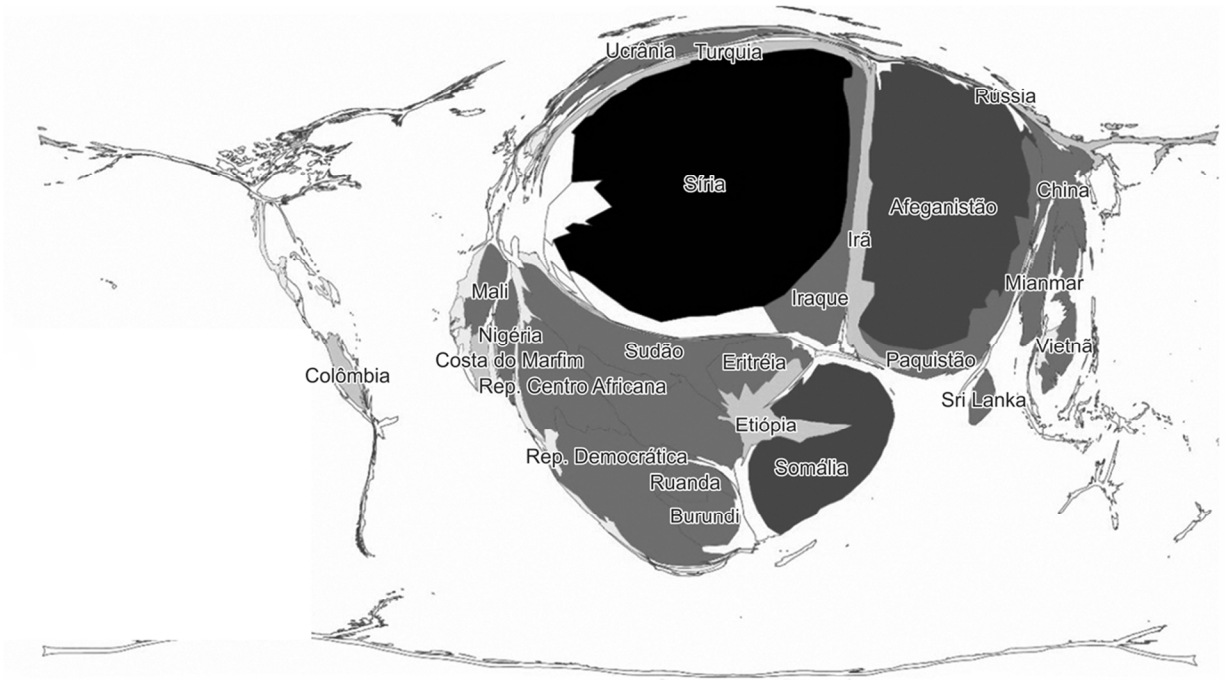 Ucrânia
Turquia
Rússia
Síria
China
Afeganistão
Irã
Mianmar
Mali
Iraque
Nigéria
Vietnã
Sudão
Costa do Marfim
Eritréia
Paquistão
Colômbia
Rep. Centro Africana
Sri Lanka
Etiópia
Rep. Democrática
Somália
Ruanda
Burundi